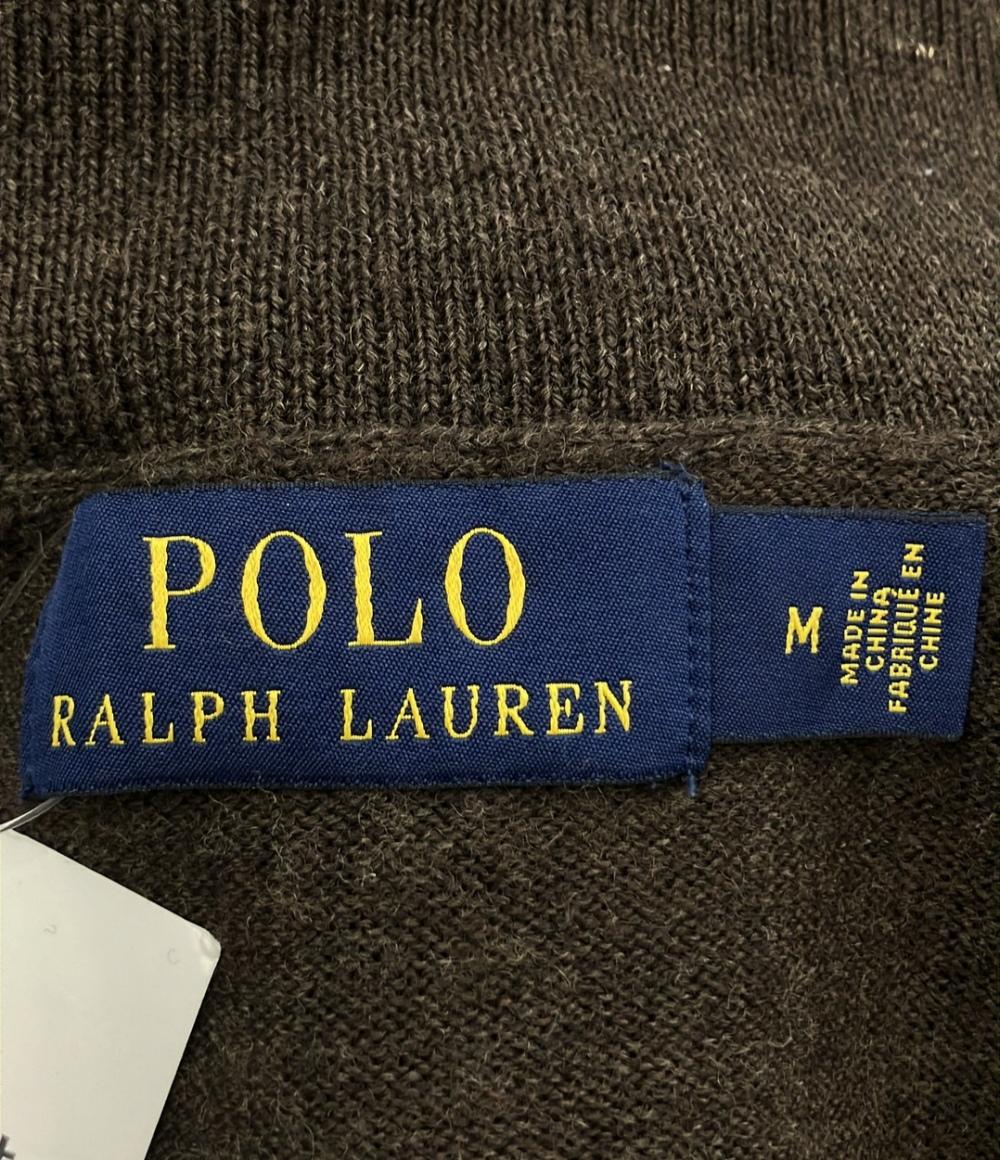 POLO
RALPH LAUREN
M
MADE IN
CHINA
FABRIQUÉ EN
CHINE